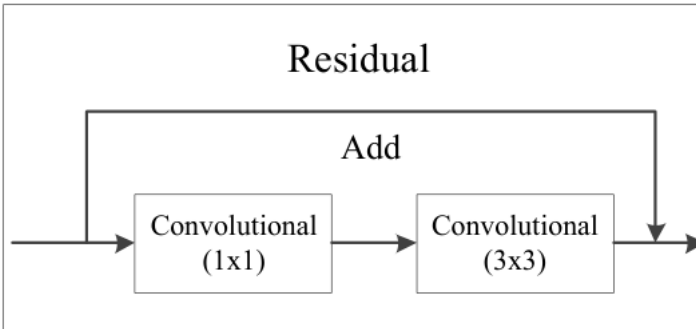 Residual
Add
Convolutional
(1x1)
Convolutional
(3x3)